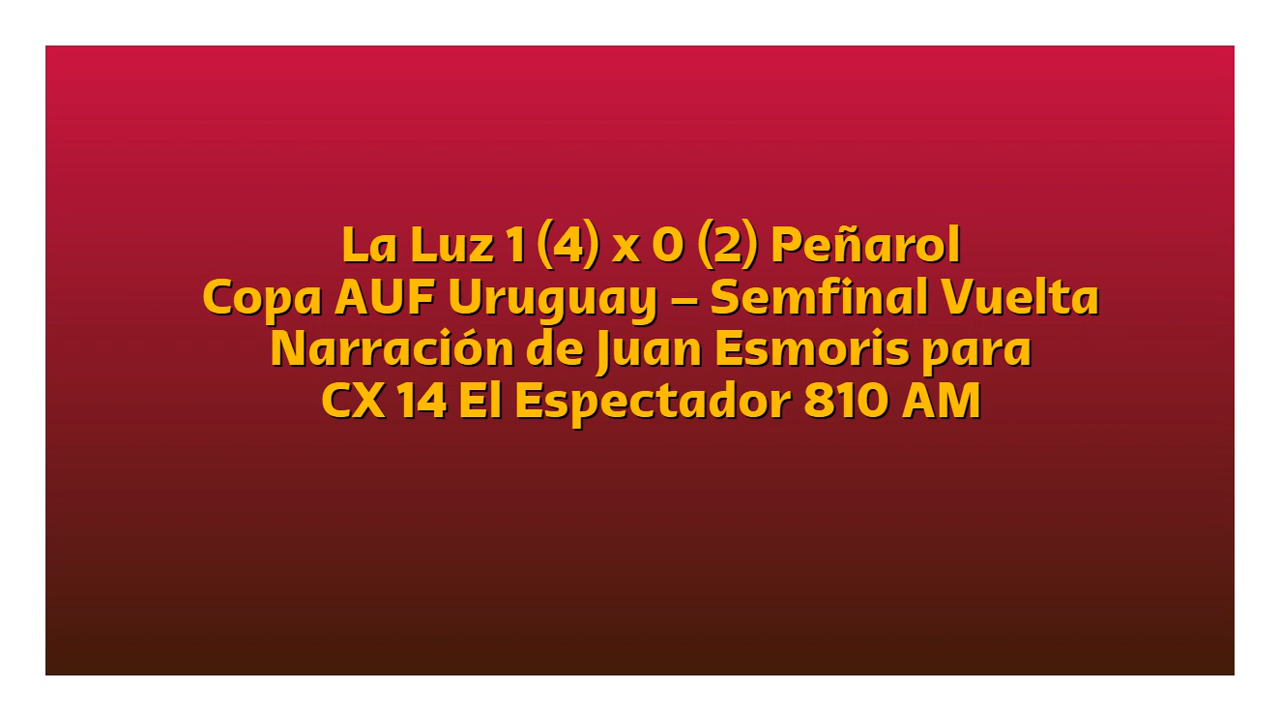 La Luz 1 (4) x 0 (2) Peñarol
Copa AUF Uruguay – Semfinal Vuelta
Narración de Juan Esmoris para
CX 14 El Espectador 810 AM